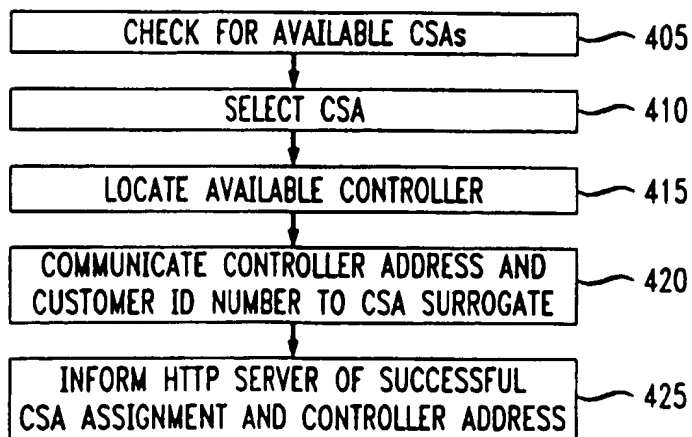 CHECK FOR AVAILABLE CSAs 405
SELECT CSA 410
LOCATE AVAILABLE CONTROLLER 415
COMMUNICATE CONTROLLER ADDRESS AND
CUSTOMER ID NUMBER TO CSA SURROGATE 420
INFORM HTTP SERVER OF SUCCESSFUL
CSA ASSIGNMENT AND CONTROLLER ADDRESS 425